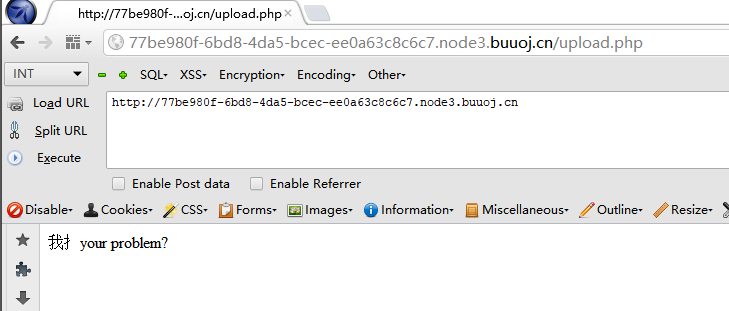 http://77be980f-...oj.cn/upload.php ×
77be980f-6bd8-4da5-bcec-ee0a63c8c6c7.node3.buuoj.cn/upload.php
INT SQL- XSS- Encryption- Encoding- Other-
Load URL http://77be980f-6bd8-4da5-bcec-ee0a63c8c6c7.node3.buuoj.cn
Split URL
Execute
Enable Post data Enable Referrer
Disable- Cookies- CSS- Forms- Images- Information- Miscellaneous- Outline- Resize-
我扌 your problem?